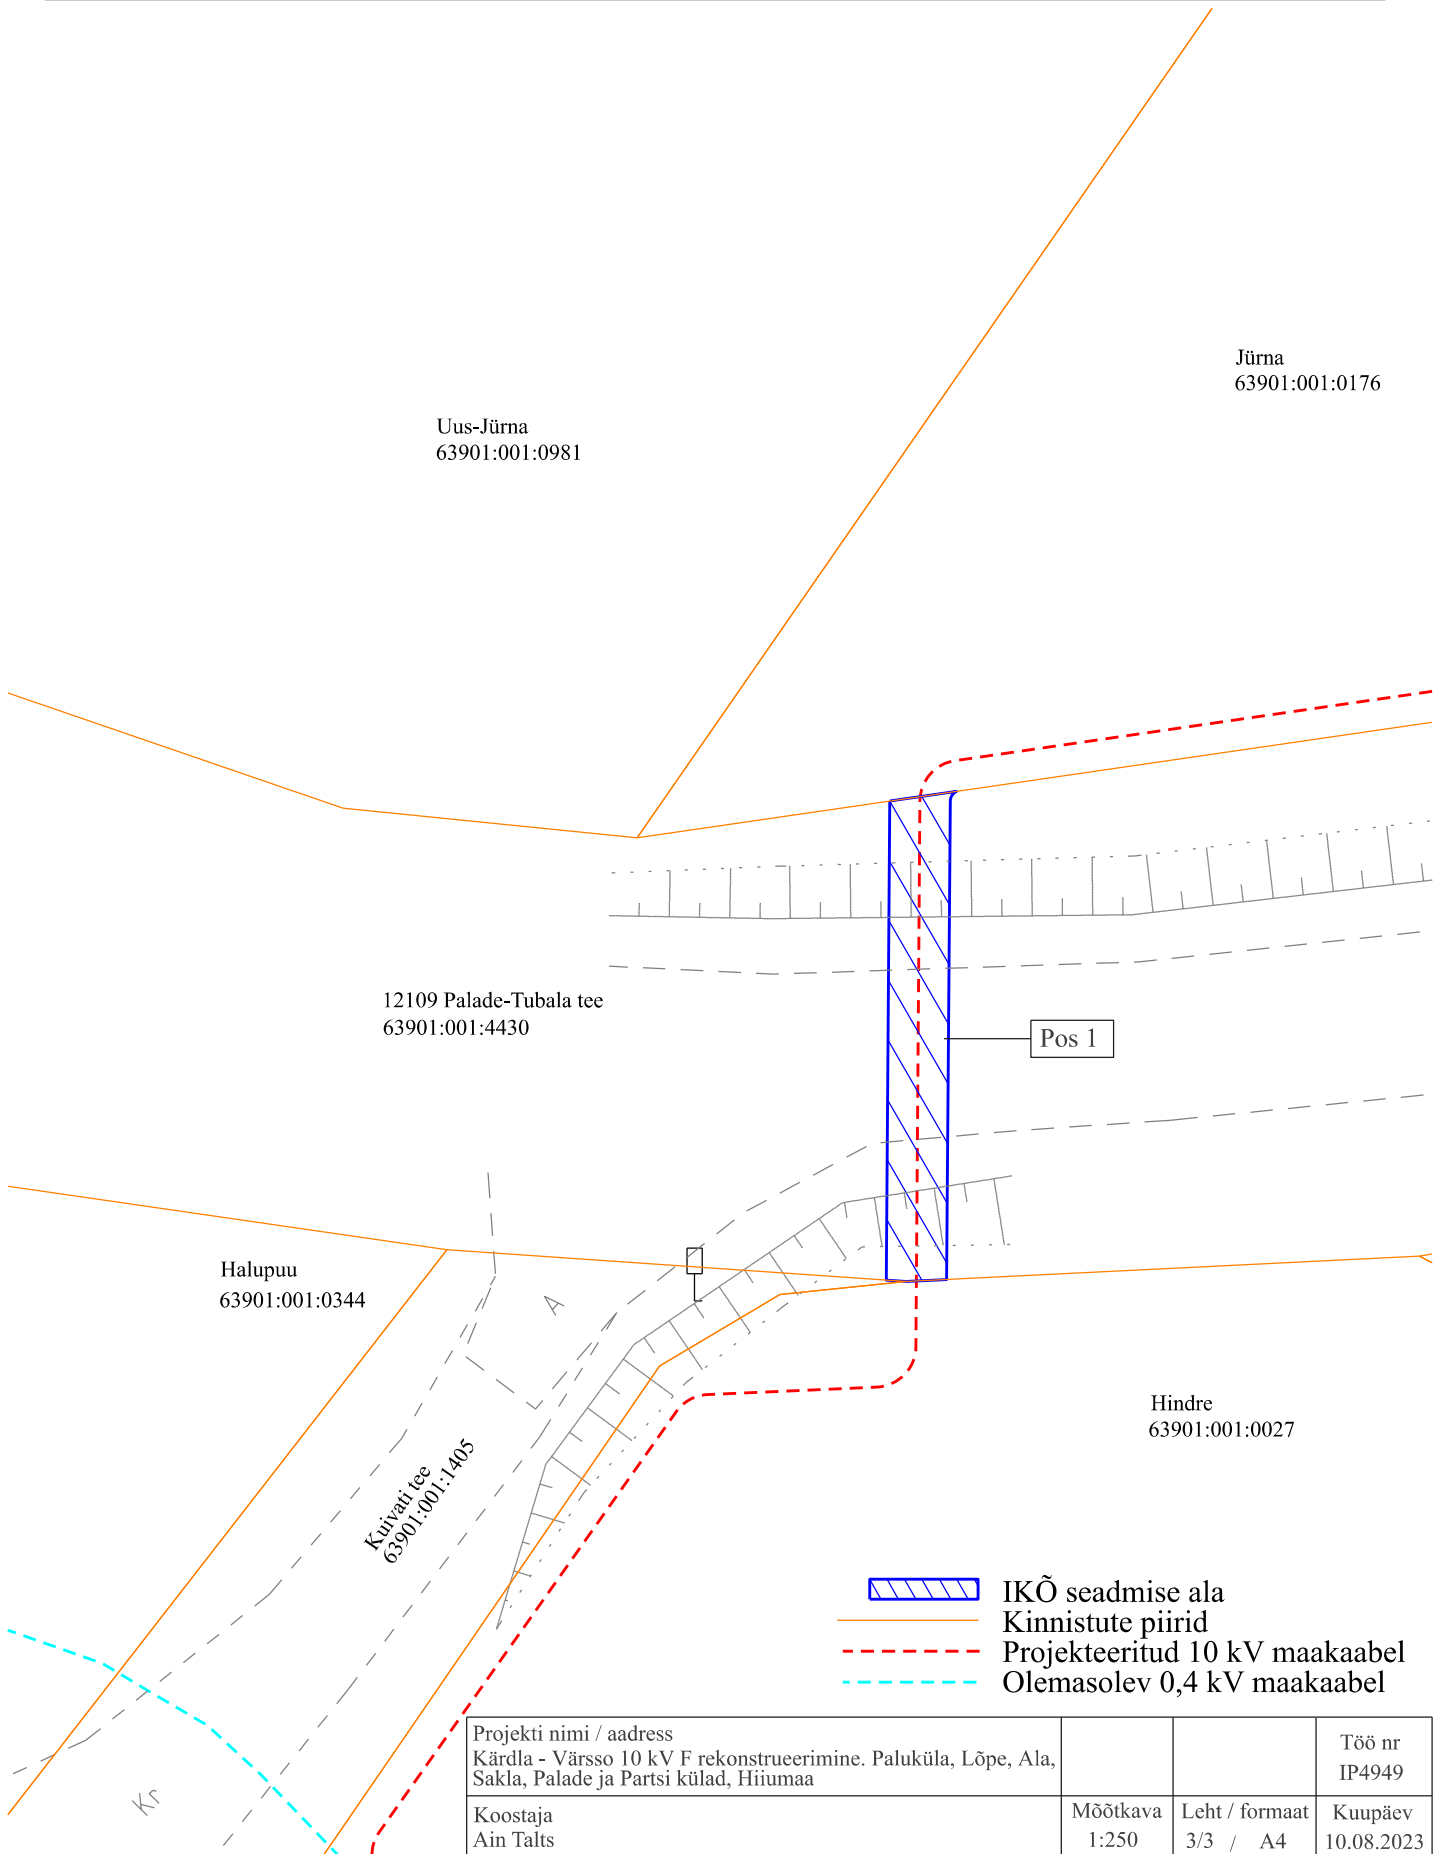 Jürna
63901:001:0176
Uus-Jürna
63901:001:0981
12109 Palade-Tubala tee
63901:001:4430
Pos 1
Halupuu
63901:001:0344
A
Hindre
63901:001:0027
Kuivati tee
63901:001:1405
Kr
IKÕ seadmise ala
Kinnistute piirid
Projekteeritud 10 kV maakaabel
Olemasolev 0,4 kV maakaabel
Projekti nimi / aadress
Kärdla - Värsso 10 kV F rekonstrueerimine. Paluküla, Lõpe, Ala,
Sakla, Palade ja Partsi külad, Hiiumaa
Töö nr
IP4949
Koostaja
Ain Talts
Mõõtkava
1:250
Leht / formaat
3/3 / A4
Kuupäev
10.08.2023